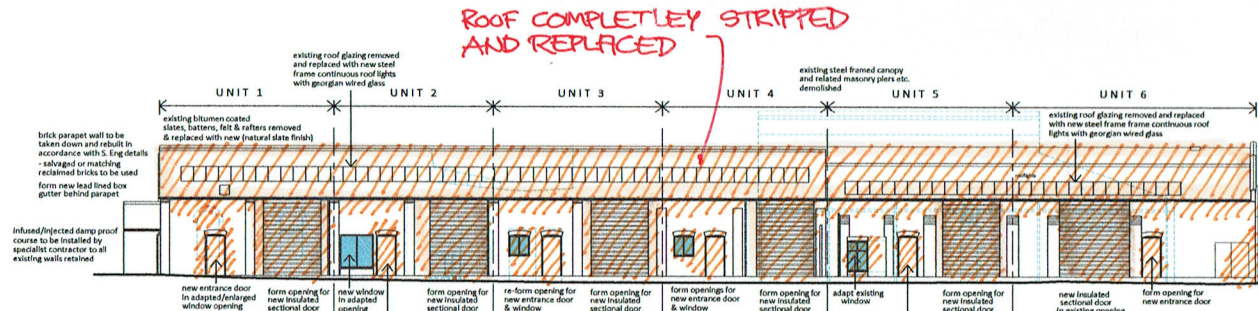 ROOF COMPLETLEY STRIPPED
AND REPLACED
existing roof glazing removed
and replaced with new steel
frame continuous roof lights
with georgian wired glass
existing steel framed canopy
and related masonry piers etc.
demolished
UNIT 1
UNIT 2
UNIT 3
UNIT 4
UNIT 5
UNIT 6
existing bitumen coated
slates, battens, felt & rafters removed
& replaced with new (natural slate finish)
existing roof glazing removed and replaced
with new steel frame frame continuous roof
lights with georgian wired glass
brick parapet wall to be
taken down and rebuilt in
accordance with S. Eng details
- salvaged or matching
reclaimed bricks to be used
form new lead lined box
gutter behind parapet
infused/injected damp proof
course to be installed by
specialist contractor to all
existing walls retained
new entrance door
in adapted/enlarged
window opening
form opening for
new insulated
sectional door
new window
in adapted
opening
form opening for
new insulated
sectional door
re-form opening for
new entrance door
& window
form opening for
new insulated
sectional door
form openings for
new entrance door
& window
form opening for
new insulated
sectional door
adapt existing
window
form opening for
new insulated
sectional door
new insulated
sectional door
in existing opening
form opening for
new entrance door